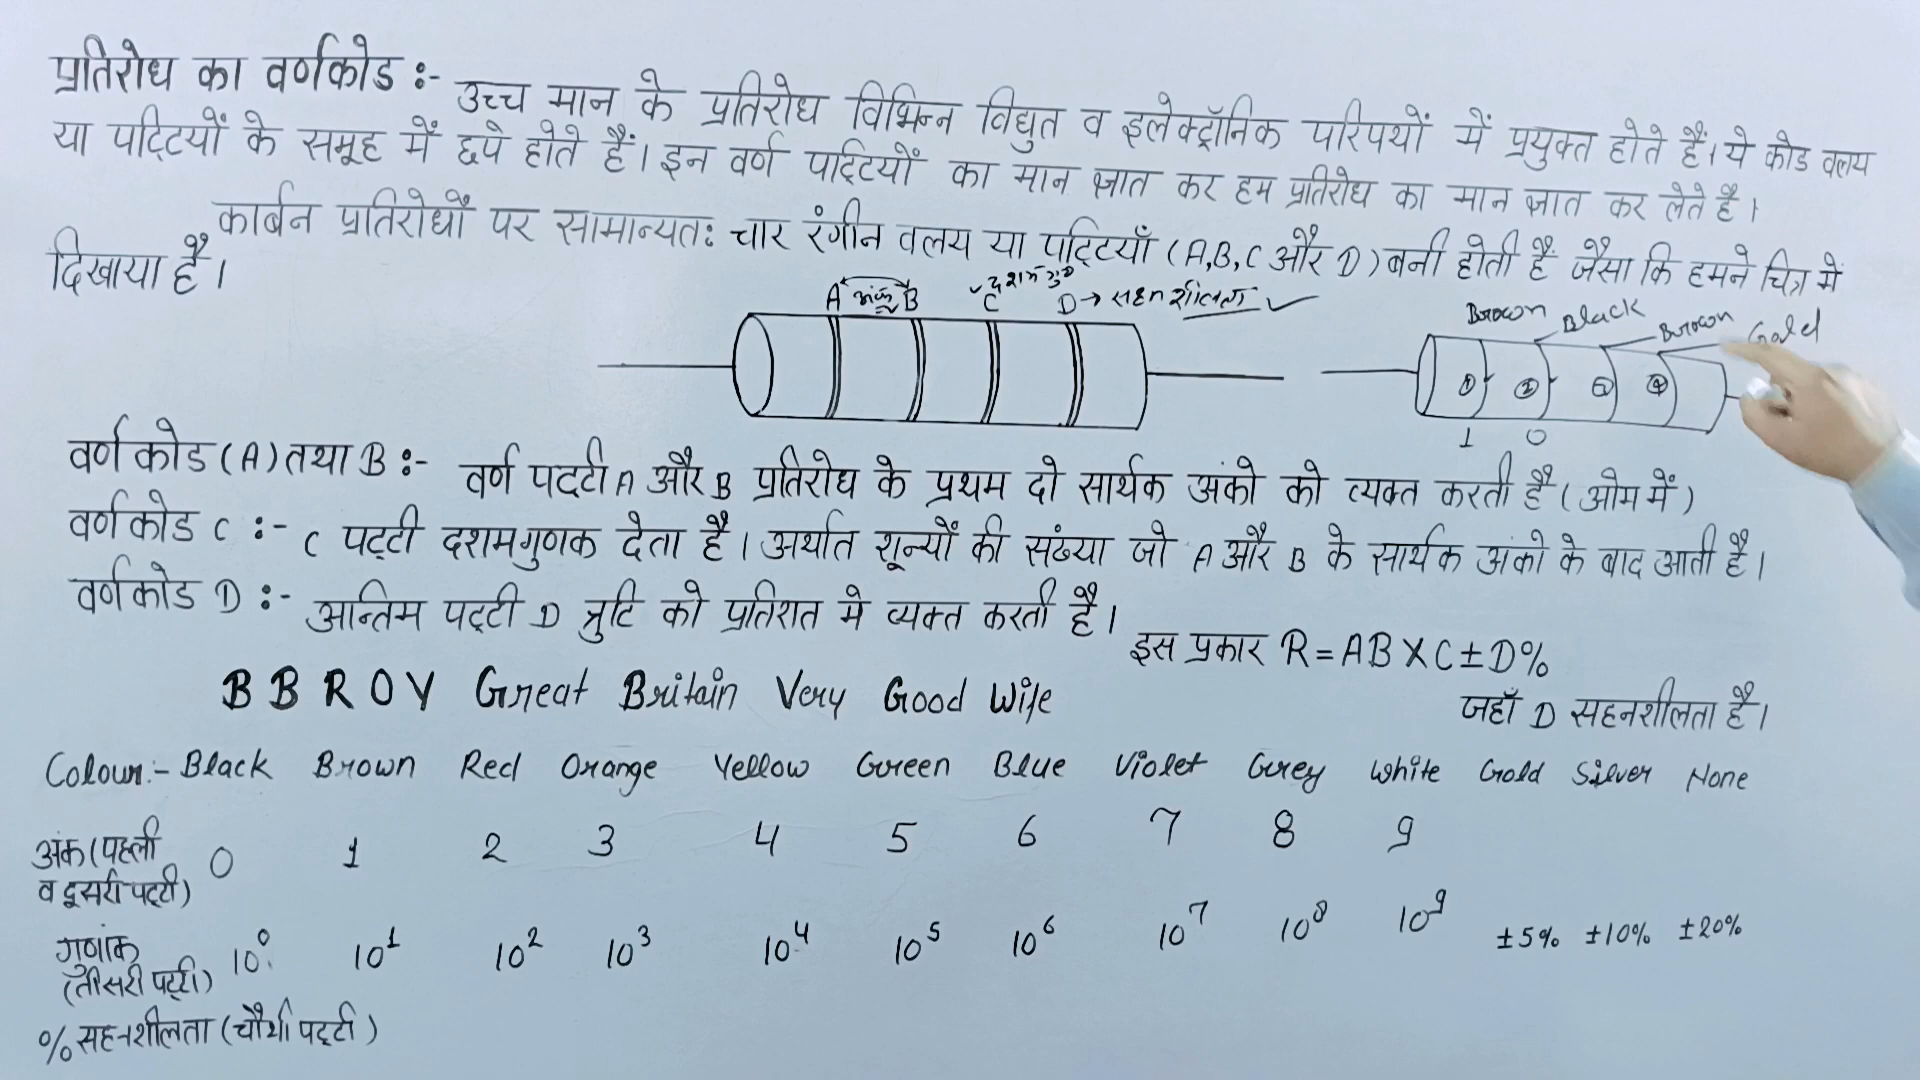 प्रतिरोध का वर्णकोड :- उच्च मान के प्रतिरोध विभिन्न विद्युत व इलेक्ट्रॉनिक परिपथों में प्रयुक्त होते हैं। ये कोड वलय
या पट्टियों के समूह में छपे होते हैं। इन वर्ण पट्टियों का मान ज्ञात कर हम प्रतिरोध का मान ज्ञात कर लेते है।
कार्बन प्रतिरोधों पर सामान्यतः चार रंगीन वलय या पट्टियाँ (A,B,C और D) बनी होती हैं जैसा कि हमने चित्र में
दिखाया है।
A अंक B C D → सहनशीलता
Brown Black Brown Gold
1 2 3 4
1 0
वर्ण कोड (A) तथा B :- वर्ण पट्टी A और B प्रतिरोध के प्रथम दो सार्थक अंको को व्यक्त करती है (ओम में)
वर्ण कोड C :- C पट्टी दशमगुणक देता है। अर्थात शून्यों की संख्या जो A और B के सार्थक अंको के बाद आती है।
वर्ण कोड D :- अन्तिम पट्टी D त्रुटि को प्रतिशत मे व्यक्त करती है।
इस प्रकार R = AB X C ± D%
B B R O Y Great Britain Very Good Wife
जहाँ D सहनशीलता है।
Colour:- Black Brown Red Orange Yellow Green Blue Violet Grey White Gold Silver None
अंक (पहली व दूसरी पट्टी) 0 1 2 3 4 5 6 7 8 9
गुणांक (तीसरी पट्टी) 10⁰ 10¹ 10² 10³ 10⁴ 10⁵ 10⁶ 10⁷ 10⁸ 10⁹ ±5% ±10% ±20%
% सहनशीलता (चौथी पट्टी)